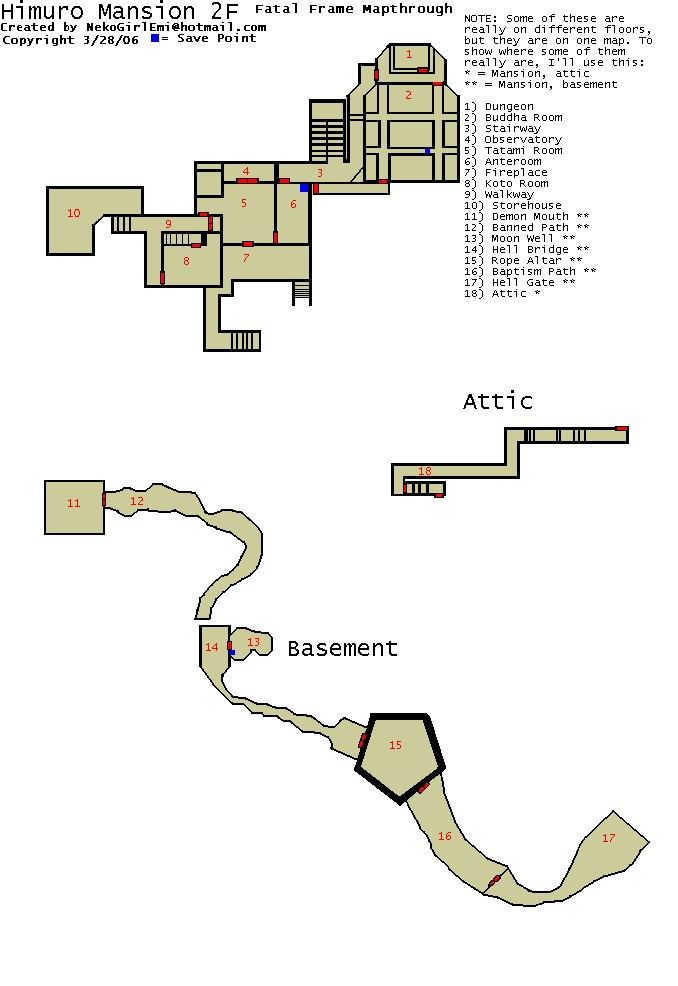 Himuro Mansion 2F Fatal Frame Mapthrough
Created by NekoGirlEmi@hotmail.com
Copyright 3/28/06 = Save Point
NOTE: Some of these are
really on different floors,
but they are on one map. To
show where some of them
really are, I'll use this:
* = Mansion, attic
** = Mansion, basement
1) Dungeon
2) Buddha Room
3) Stairway
4) Observatory
5) Tatami Room
6) Anteroom
7) Fireplace
8) Koto Room
9) Walkway
10) Storehouse
11) Demon Mouth **
12) Banned Path **
13) Moon Well **
14) Hell Bridge **
15) Rope Altar **
16) Baptism Path **
17) Hell Gate **
18) Attic *
1
2
3
4
5
6
10
9
8
7
Attic
18
11
12
14
13
Basement
15
16
17